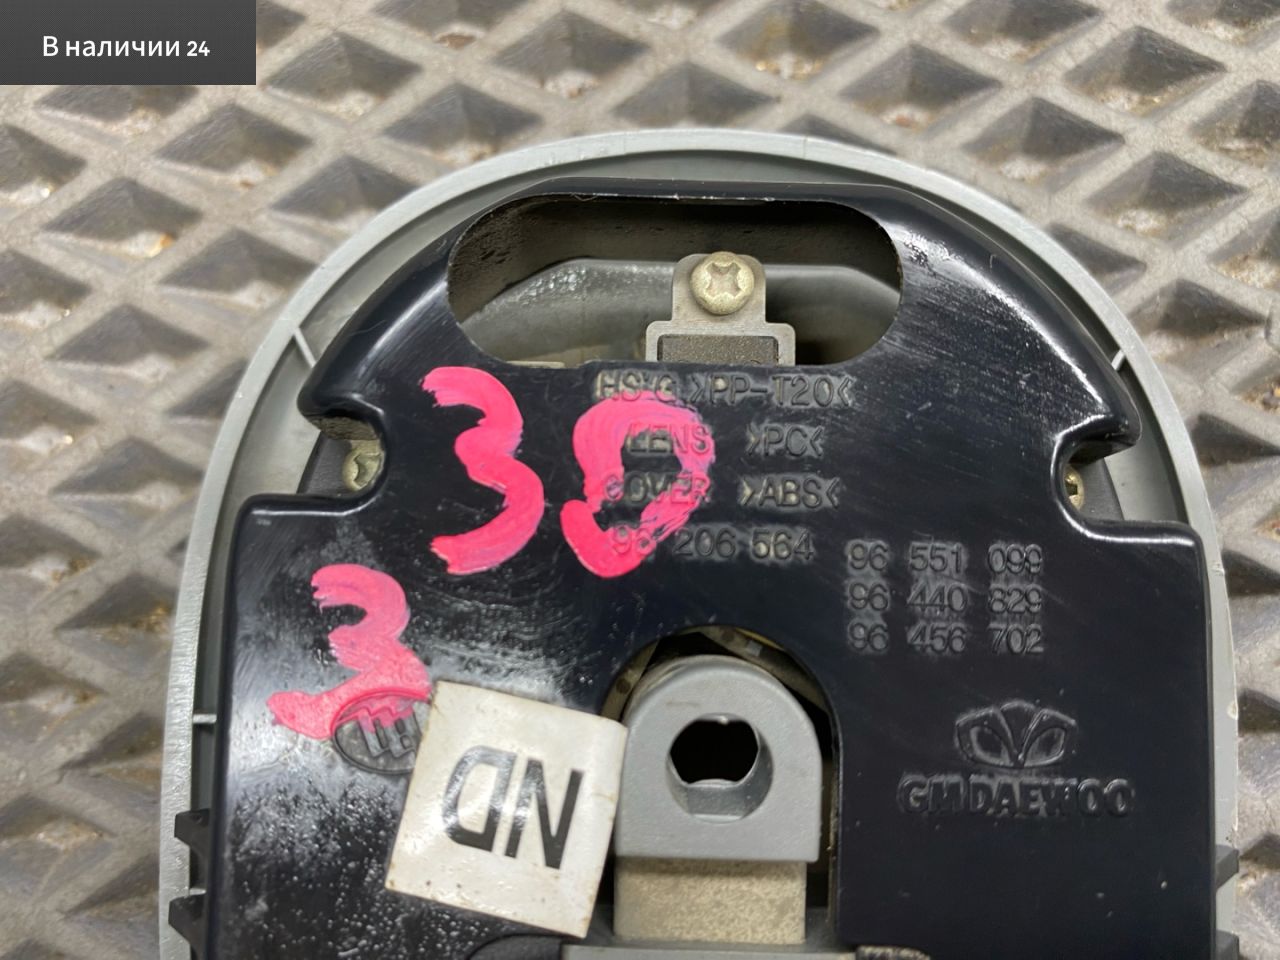 В наличии 24
HS'G >PP-T20<
LENS >PC<
COVER >ABS<
96 206 564
96 551 099
96 440 829
96 456 702
GM DAEWOO
30
3
ND